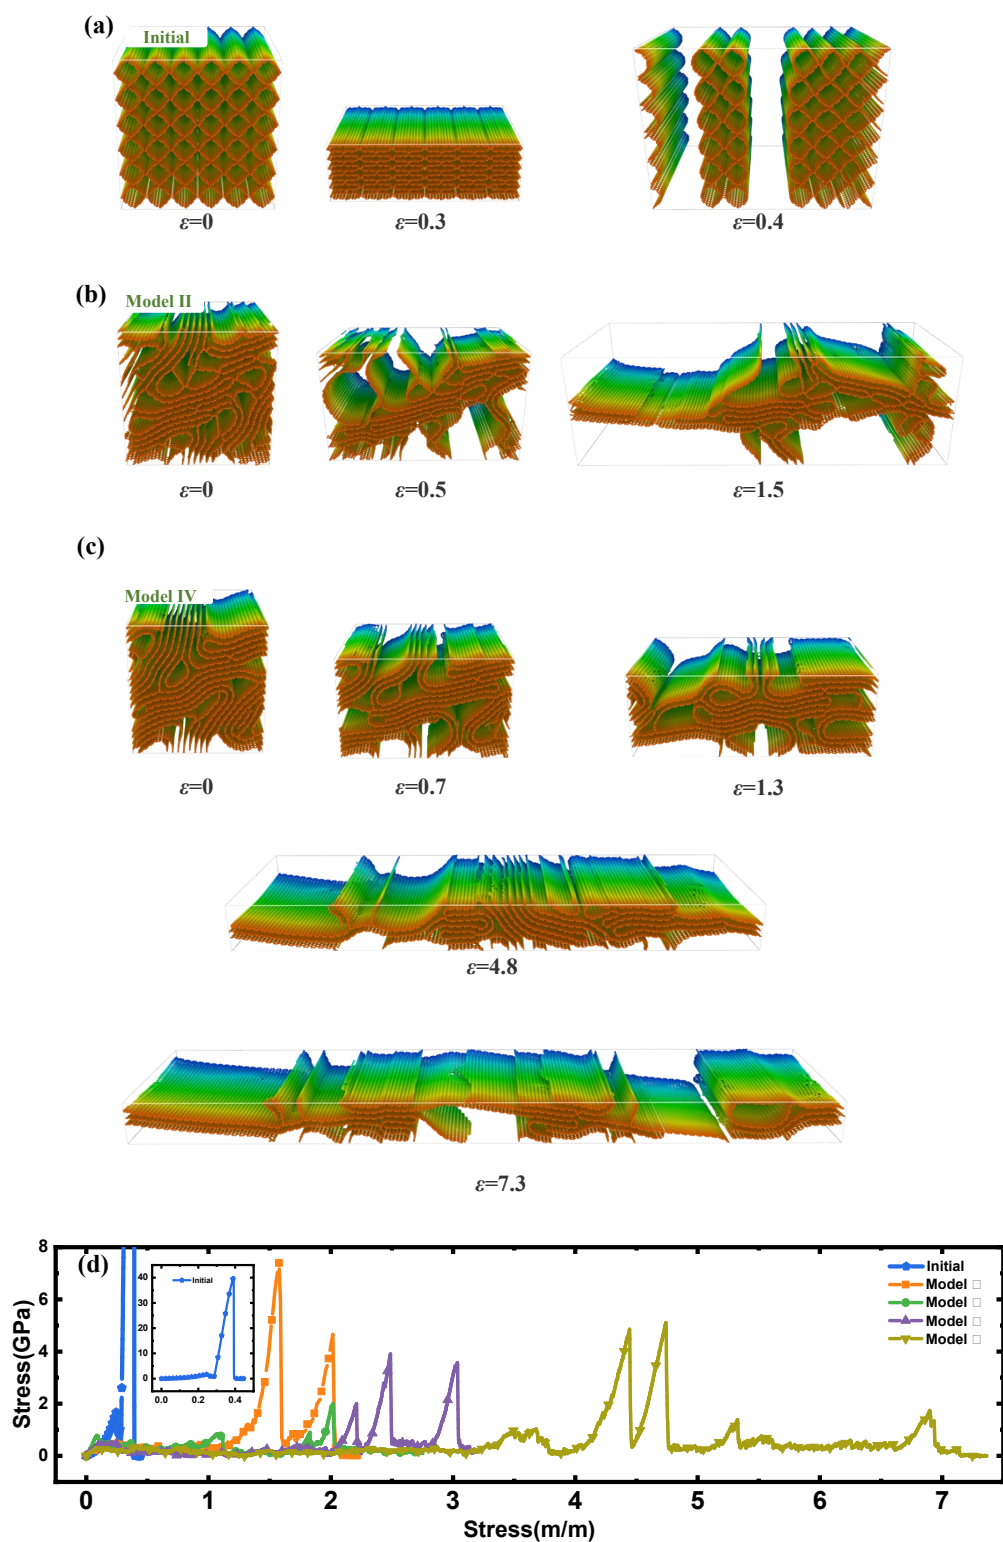 (a)
Initial
ε=0
ε=0.3
ε=0.4
(b)
Model II
ε=0
ε=0.5
ε=1.5
(c)
Model IV
ε=0
ε=0.7
ε=1.3
ε=4.8
ε=7.3
(d)
8
6
4
2
0
Stress(GPa)
40
30
20
10
0
0.0 0.2 0.4
Initial
Initial
Model □
Model □
Model □
Model □
0 1 2 3 4 5 6 7
Stress(m/m)